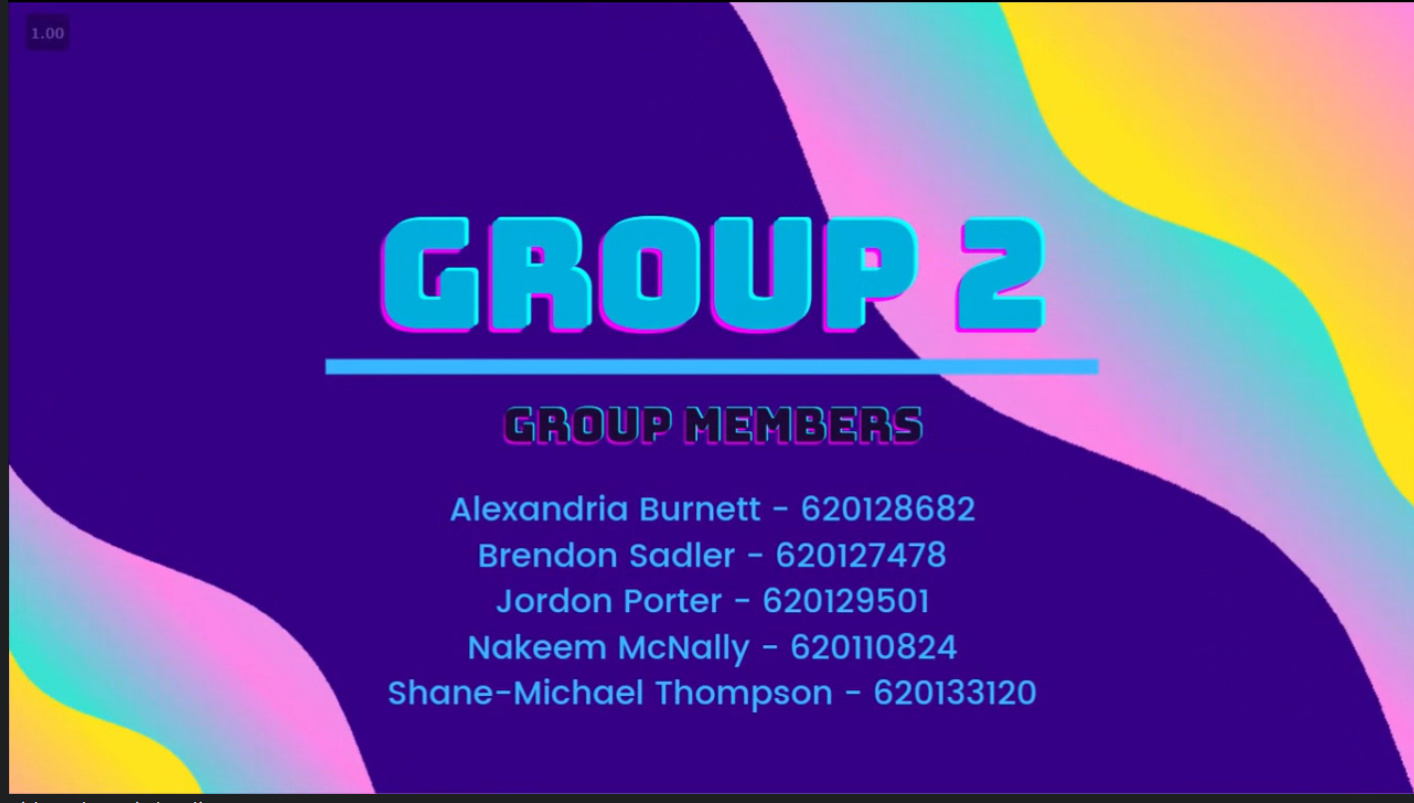 1.00
GROUP 2
GROUP MEMBERS
Alexandria Burnett - 620128682
Brendon Sadler - 620127478
Jordon Porter - 620129501
Nakeem McNally - 620110824
Shane-Michael Thompson - 620133120